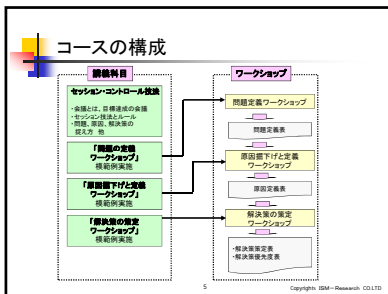 コースの構成
講義科目
セッション・コントロール技法
・会議とは、目標達成の会議
・セッション技法とルール
・問題、原因、解決策の
捉え方 他
「問題の定義
ワークショップ」
模範例実施
「原因掘下げと定義
ワークショップ」
模範例実施
「解決策の策定
ワークショップ」
模範例実施
ワークショップ
問題定義ワークショップ
問題定義表
原因掘下げと定義
ワークショップ
原因定義表
解決策の策定
ワークショップ
・解決策策定表
・解決策優先度表
5
Copyrights ISM－Research CO.LTD